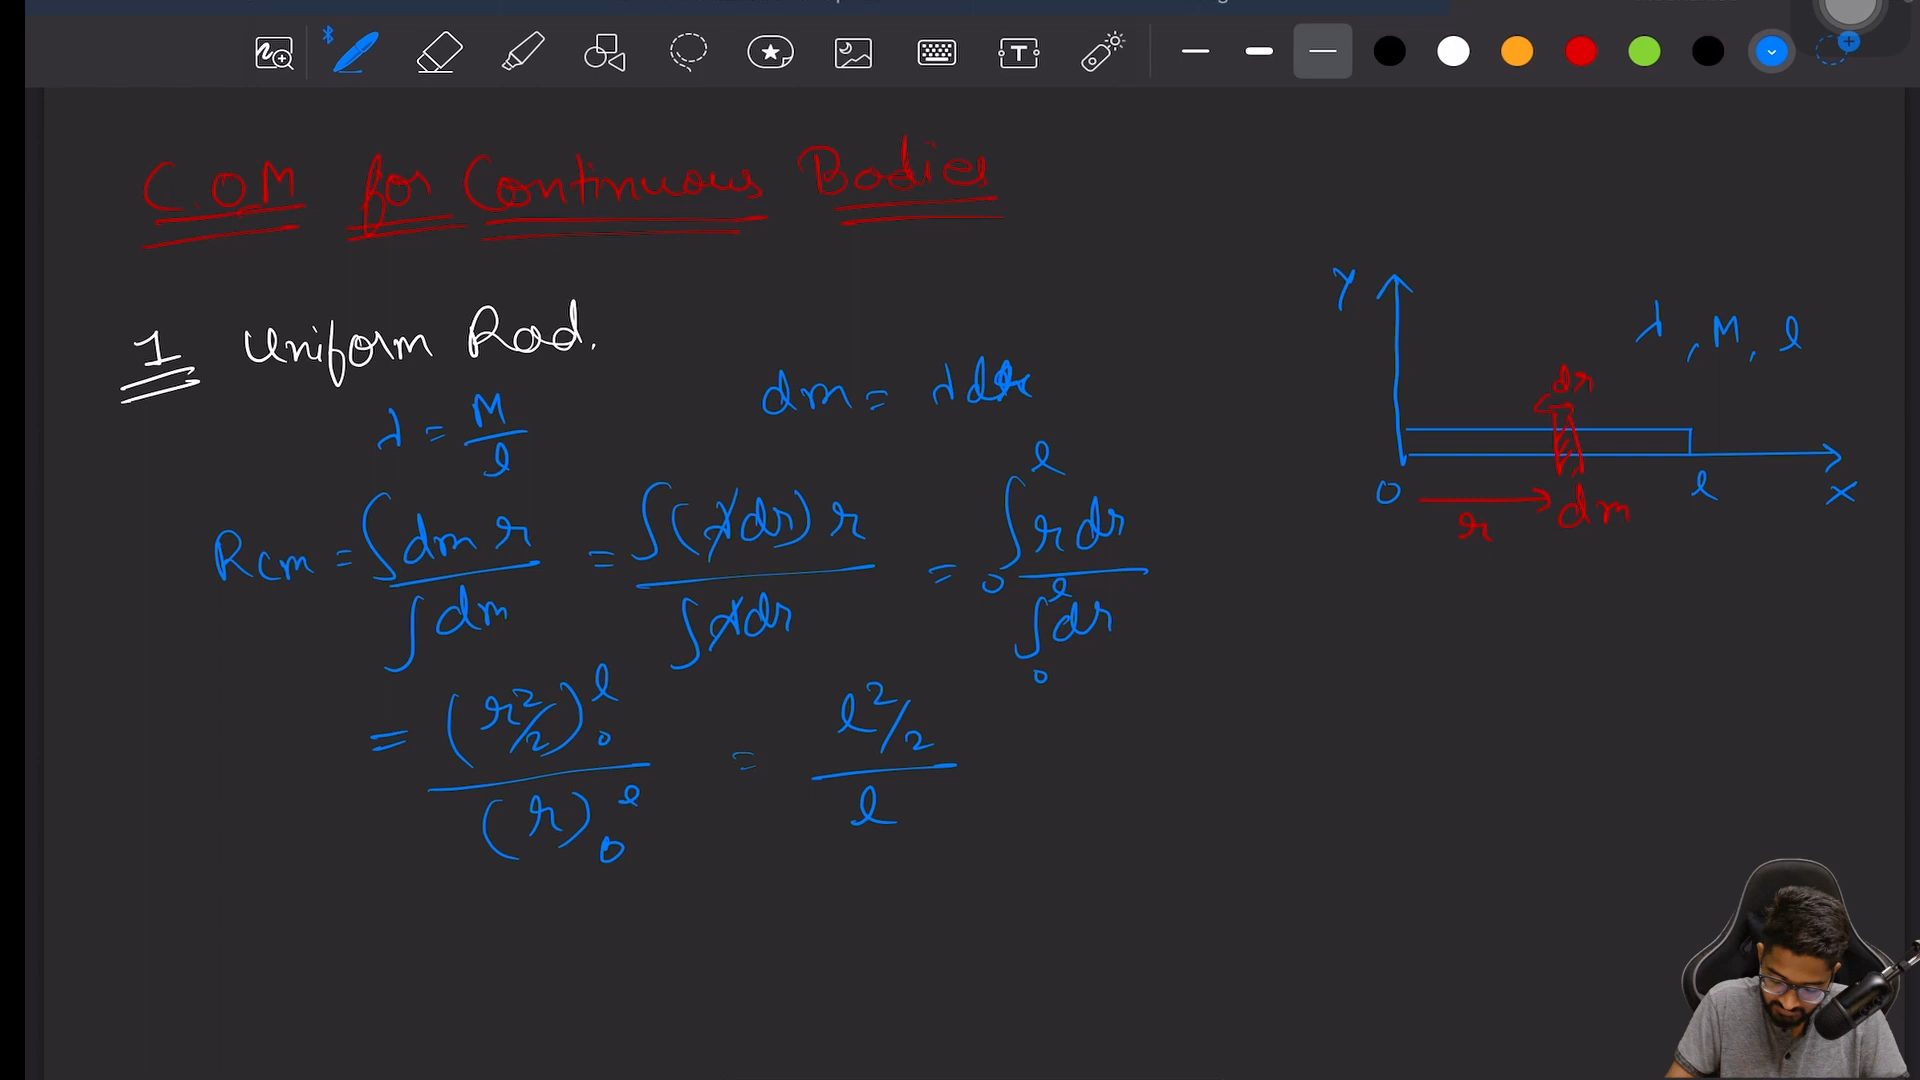 C.O.M for Continuous Bodies
1 Uniform Rod.
λ = M/l
dm = λdr
Rcm = ∫dm r / ∫dm = ∫(λdr) r / ∫λdr = ∫₀ˡ r dr / ∫₀ˡ dr
= (r²/2)₀ˡ / (r)₀ˡ = l²/2 / l
Y
λ, M, l
dr
O
l
X
r
dm
T